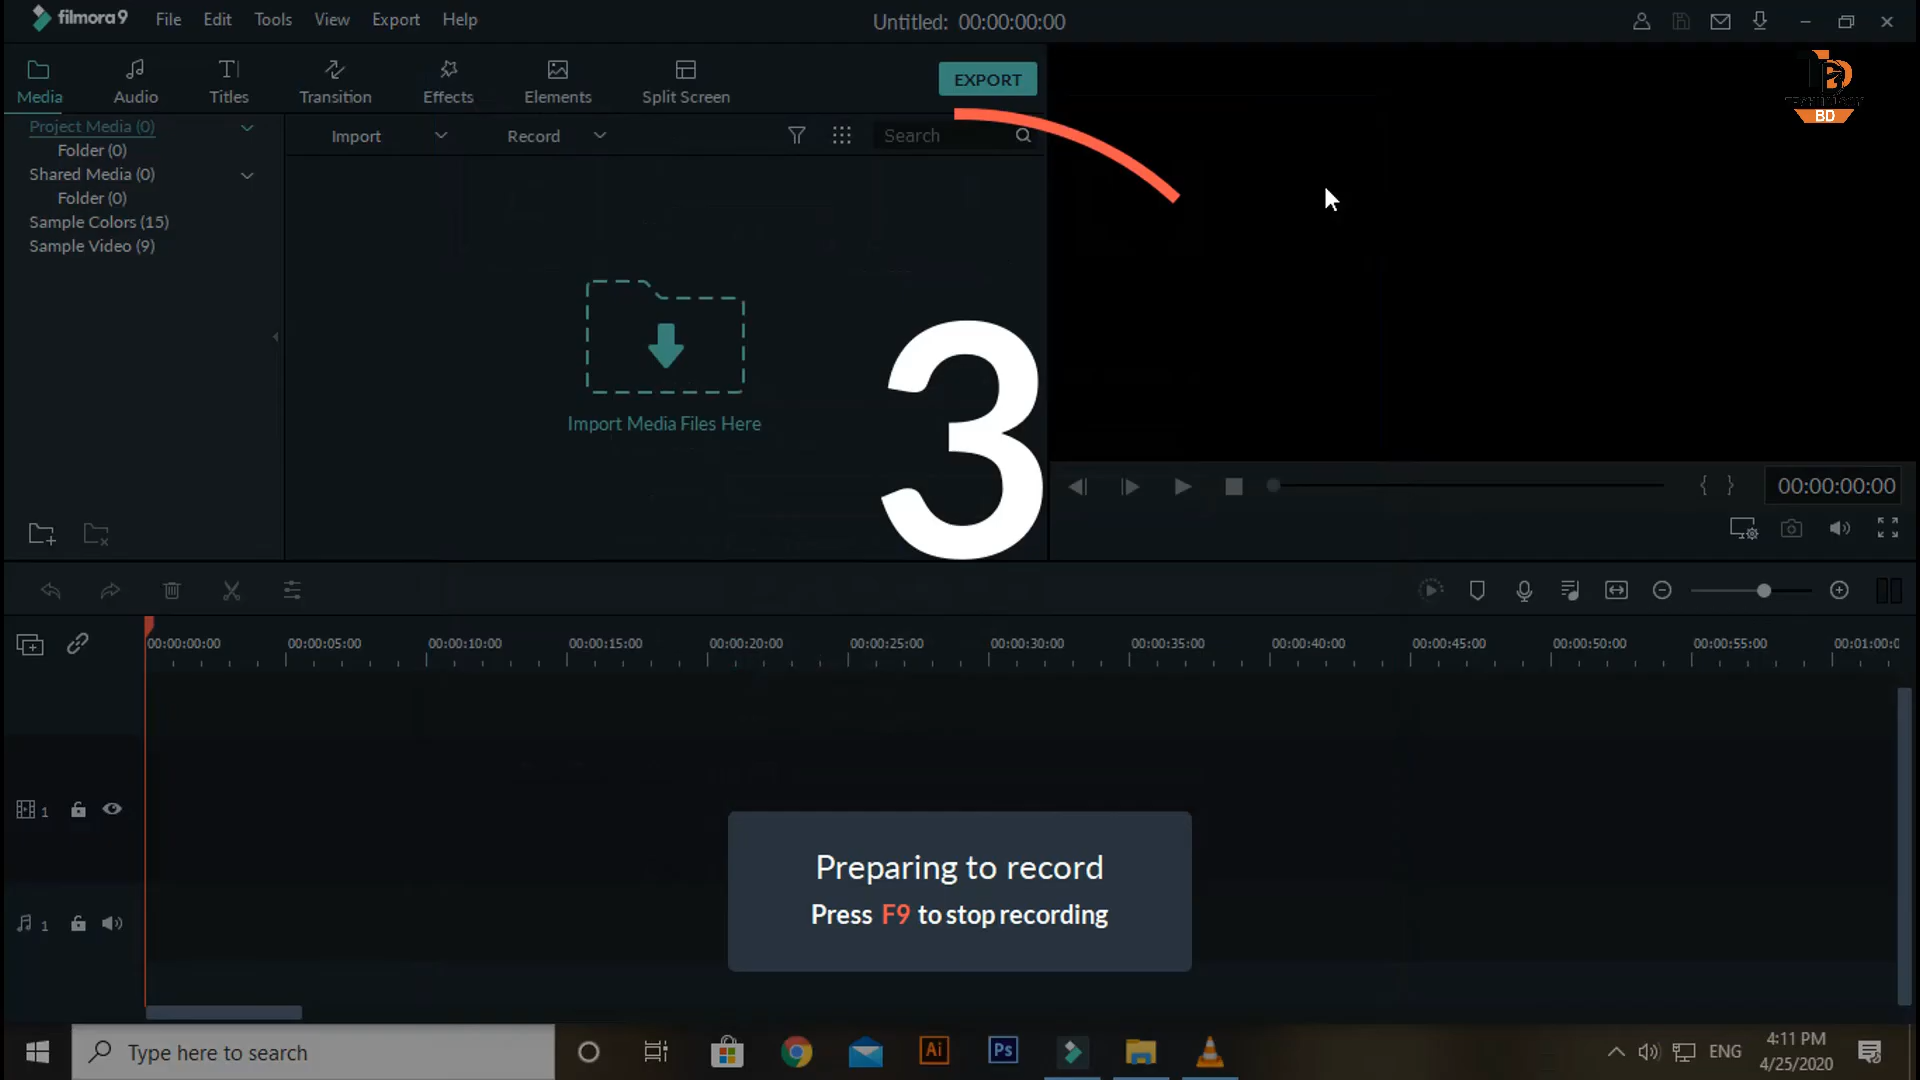 filmora9 File Edit Tools View Export Help
Untitled: 00:00:00:00
Media Audio Titles Transition Effects Elements Split Screen
EXPORT
TECHNOLOGY
BD
Project Media (0)
Folder (0)
Shared Media (0)
Folder (0)
Sample Colors (15)
Sample Video (9)
Import Record Search
Import Media Files Here
3
00:00:00:00
00:00:00:00 00:00:05:00 00:00:10:00 00:00:15:00 00:00:20:00 00:00:25:00 00:00:30:00 00:00:35:00 00:00:40:00 00:00:45:00 00:00:50:00 00:00:55:00 00:01:00:0
1
1
Preparing to record
Press F9 to stop recording
Type here to search
Ai
Ps
ENG
4:11 PM
4/25/2020